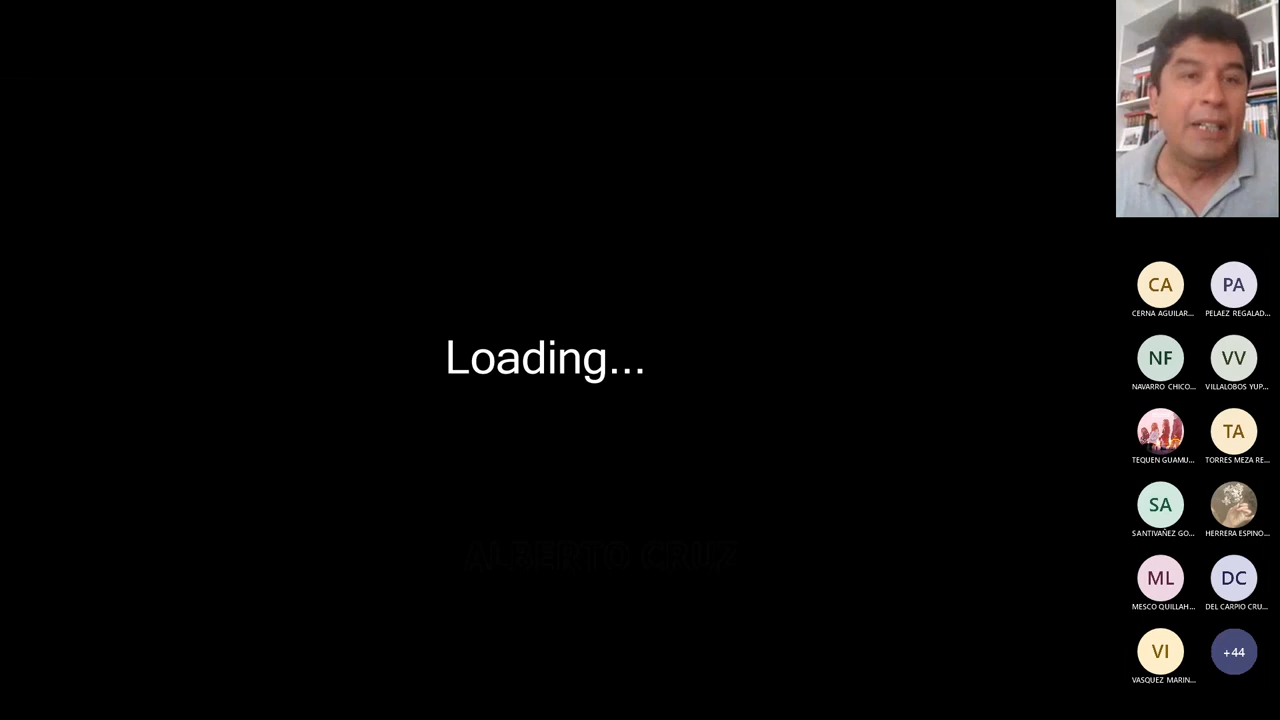 Loading...
ALBERTO CRUZ
CA
PA
CERNA AGUILAR...
PELAEZ REGALAD...
NF
VV
NAVARRO CHICO...
VILLALOBOS YUP...
TA
TEQUEN GUAMU...
TORRES MEZA RE...
SA
SANTIVAÑEZ GO...
HERRERA ESPINO...
ML
DC
MESCO QUILLAH...
DEL CARPIO CRU...
VI
+44
VASQUEZ MARIN...